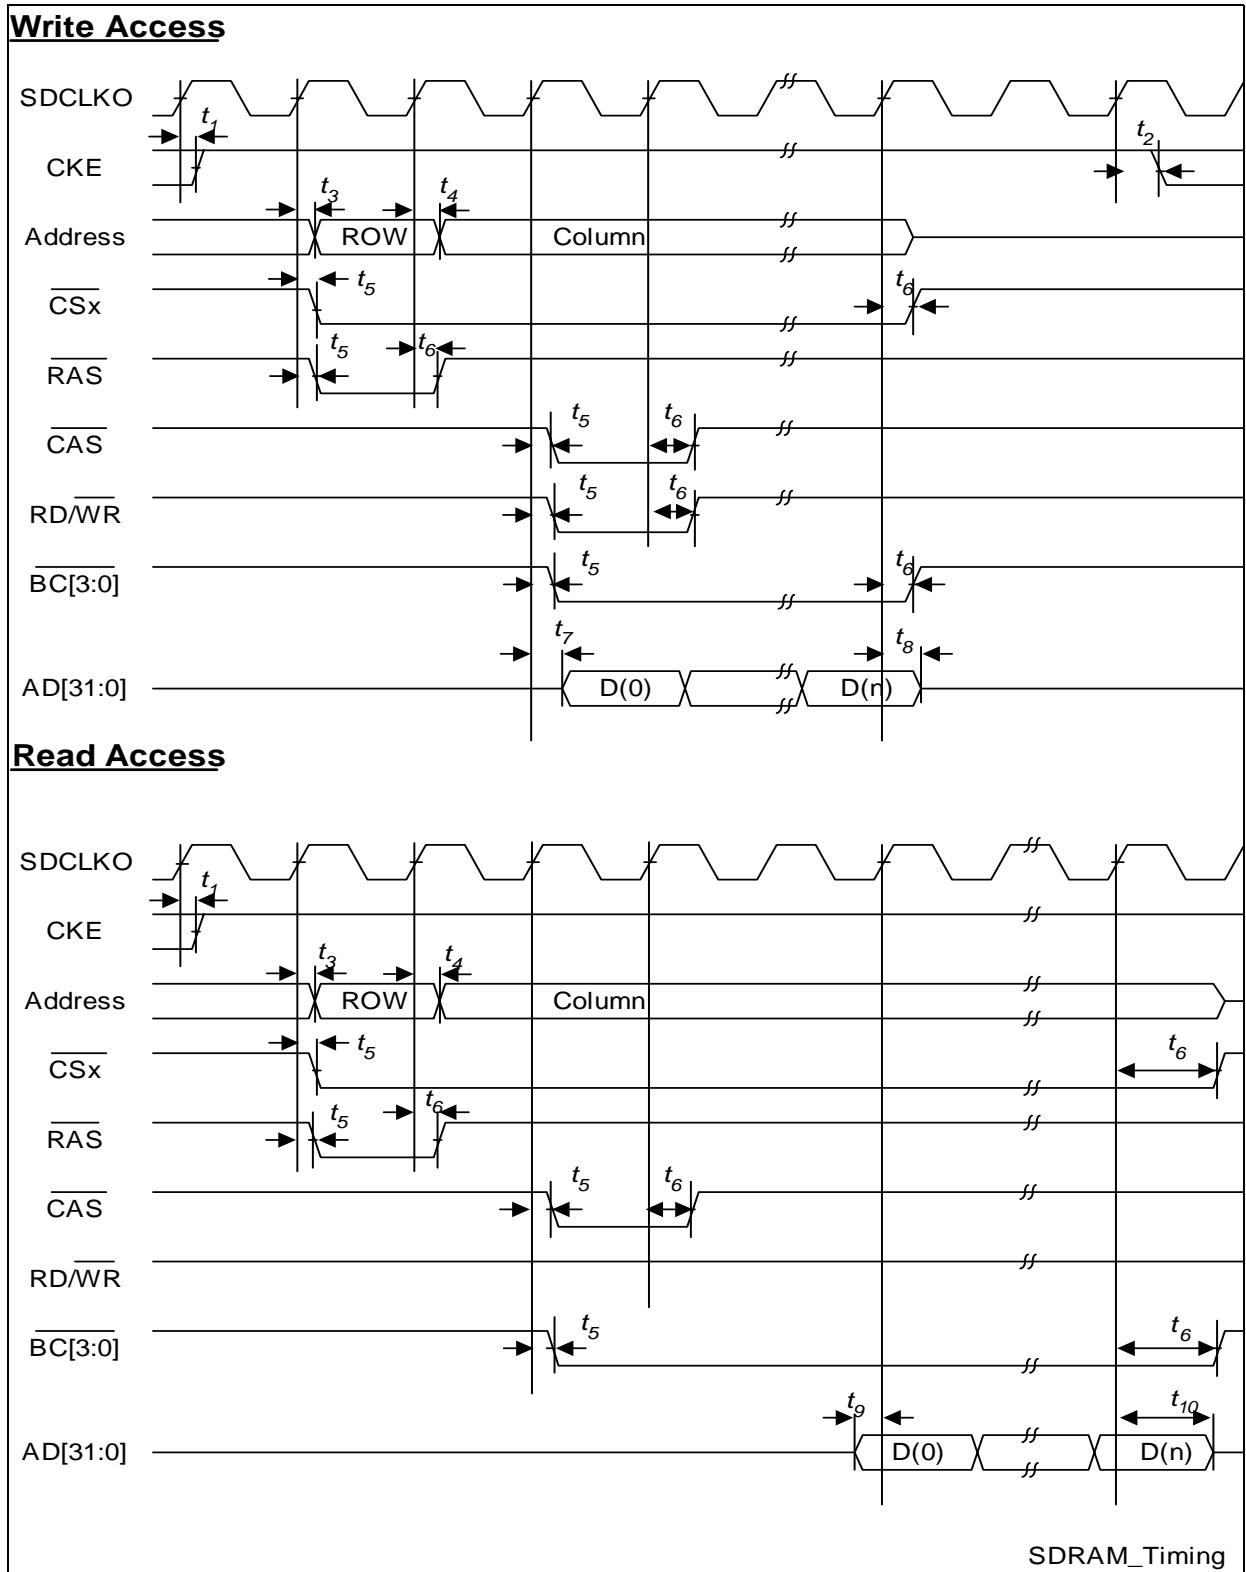 Write Access
SDCLKO
t1
t2
CKE
t3 t4
Address ROW Column
t5 t6
CSx
t5 t6
RAS
t5 t6
CAS
t5 t6
RD/WR
t5 t6
BC[3:0]
t7 t8
AD[31:0] D(0) D(n)
Read Access
SDCLKO
t1
CKE
t3 t4
Address ROW Column
t5 t6
CSx
t5 t6
RAS
t5 t6
CAS
RD/WR
t5 t6
BC[3:0]
t9 t10
AD[31:0] D(0) D(n)
SDRAM_Timing